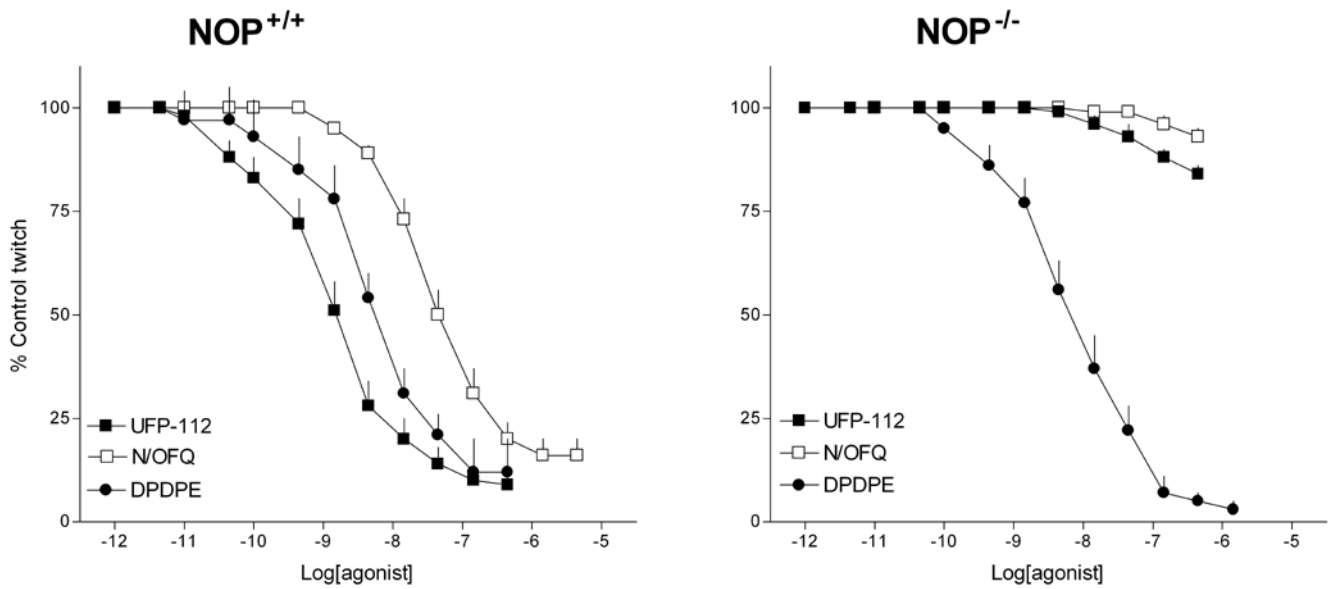 NOP+/+
100
75
50
25
0
% Control twitch
UFP-112
N/OFQ
DPDPE
-12 -11 -10 -9 -8 -7 -6 -5
Log[agonist]
NOP-/-
100
75
50
25
0
UFP-112
N/OFQ
DPDPE
-12 -11 -10 -9 -8 -7 -6 -5
Log[agonist]